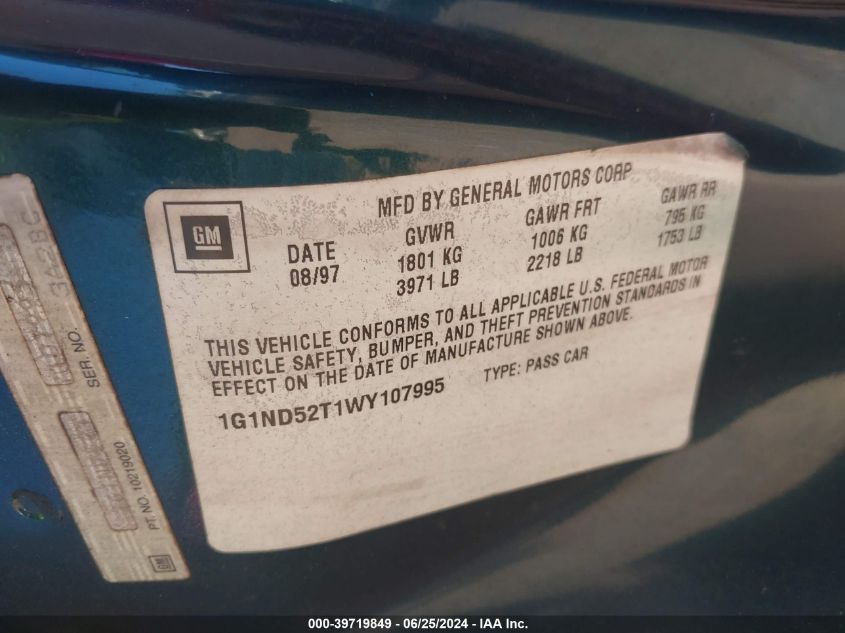 GM
MFD BY GENERAL MOTORS CORP
DATE GVWR GAWR FRT GAWR RR
08/97 1801 KG 1006 KG 795 KG
3971 LB 2218 LB 1753 LB
THIS VEHICLE CONFORMS TO ALL APPLICABLE U.S. FEDERAL MOTOR
VEHICLE SAFETY, BUMPER, AND THEFT PREVENTION STANDARDS IN
EFFECT ON THE DATE OF MANUFACTURE SHOWN ABOVE.
1G1ND52T1WY107995 TYPE: PASS CAR
SER. NO.
PT. NO. 10219020
GM
000-39719849 - 06/25/2024 - IAA Inc.